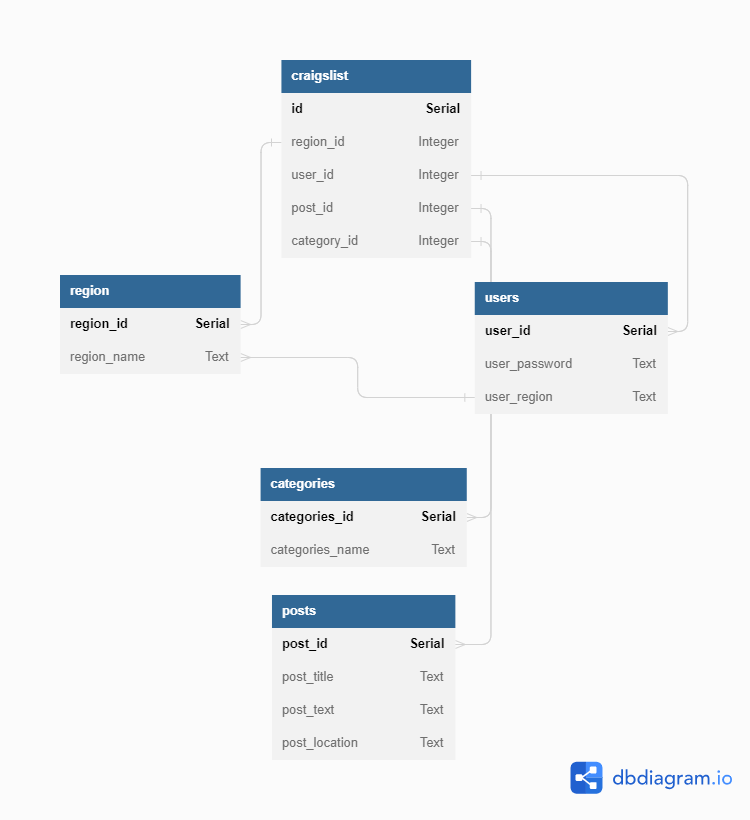 craigslist
id Serial
region_id Integer
user_id Integer
post_id Integer
category_id Integer
region
region_id Serial
region_name Text
users
user_id Serial
user_password Text
user_region Text
categories
categories_id Serial
categories_name Text
posts
post_id Serial
post_title Text
post_text Text
post_location Text
dbdiagram.io